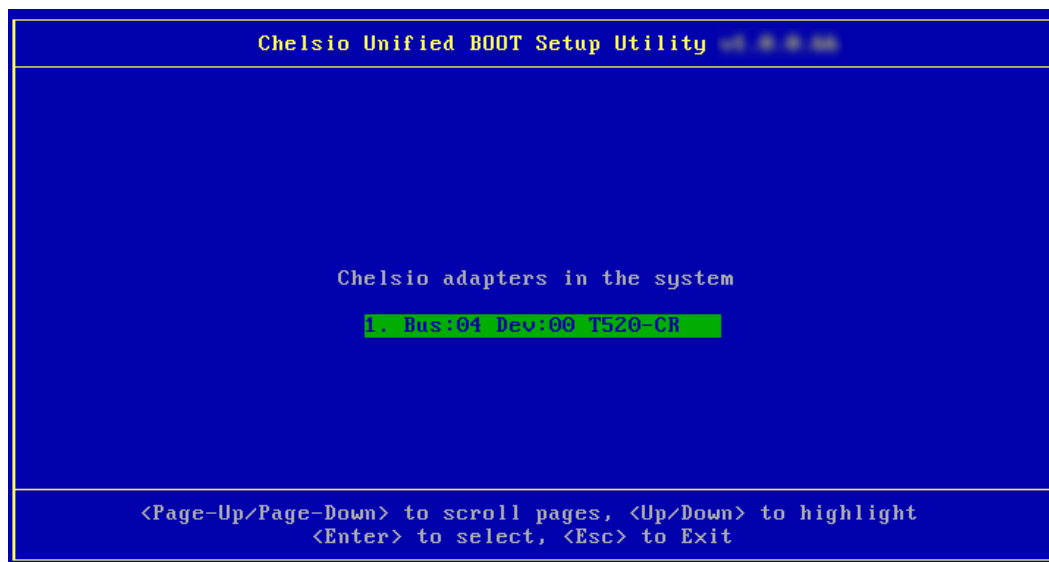 Chelsio Unified BOOT Setup Utility
Chelsio adapters in the system
1. Bus:04 Dev:00 T520-CR
<Page-Up/Page-Down> to scroll pages, <Up/Down> to highlight
<Enter> to select, <Esc> to Exit